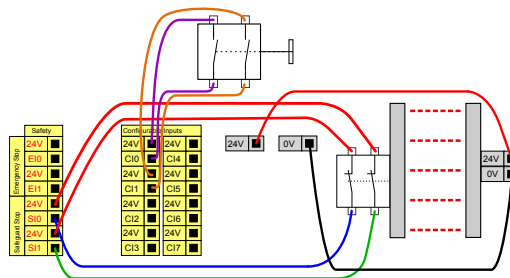 Safety
Emergency Stop
24V
EI0
24V
EI1
Safeguard Stop
24V
SI0
24V
SI1
Configurable Inputs
24V 24V
CI0 CI4
24V 24V
CI1 CI5
24V 24V
CI2 CI6
24V 24V
CI3 CI7
24V
0V
24V
0V